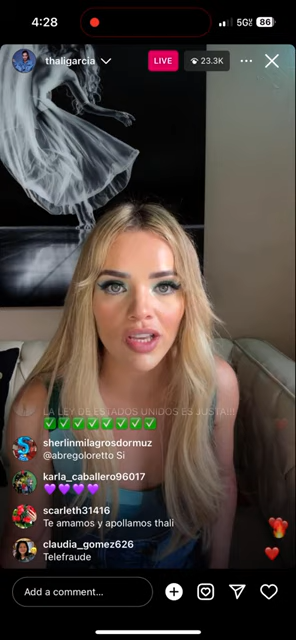 4:28
5G
86
thaligarcia
LIVE
23.3K
LA LEY DE ESTADOS UNIDOS ES JUSTA!!!
✅✅✅✅✅✅✅✅
sherlinmilagrosdormuz
@abregoloretto Si
karla_caballero96017
💜💜💜💜
scarleth31416
Te amamos y apollamos thali
claudia_gomez626
Telefraude
Add a comment...